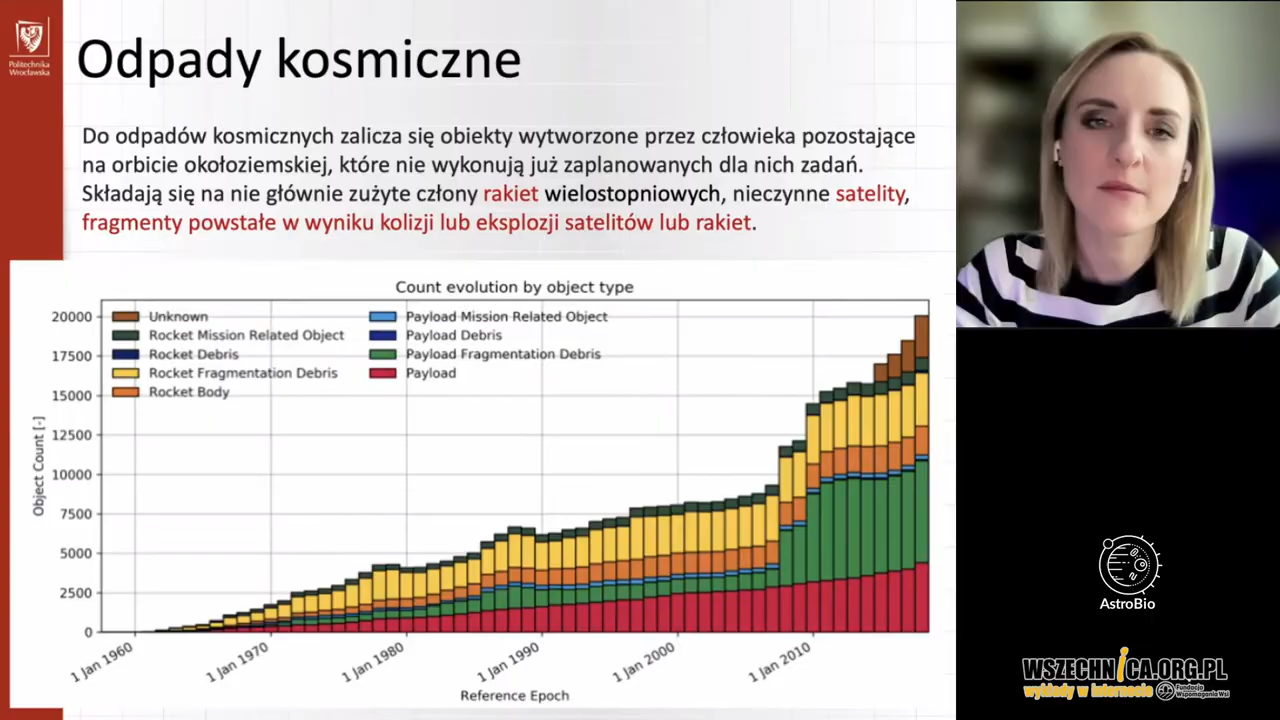 Politechnika
Wrocławska
Odpady kosmiczne
Do odpadów kosmicznych zalicza się obiekty wytworzone przez człowieka pozostające
na orbicie okołoziemskiej, które nie wykonują już zaplanowanych dla nich zadań.
Składają się na nie głównie zużyte człony rakiet wielostopniowych, nieczynne satelity,
fragmenty powstałe w wyniku kolizji lub eksplozji satelitów lub rakiet.
Count evolution by object type
Unknown
Rocket Mission Related Object
Rocket Debris
Rocket Fragmentation Debris
Rocket Body
Payload Mission Related Object
Payload Debris
Payload Fragmentation Debris
Payload
Object Count [-]
20000
17500
15000
12500
10000
7500
5000
2500
0
1 Jan 1960
1 Jan 1970
1 Jan 1980
1 Jan 1990
1 Jan 2000
1 Jan 2010
Reference Epoch
AstroBio
WSZECHNICA.ORG.PL
wykłady w internecie
Fundacja
Wspomagania Wsi